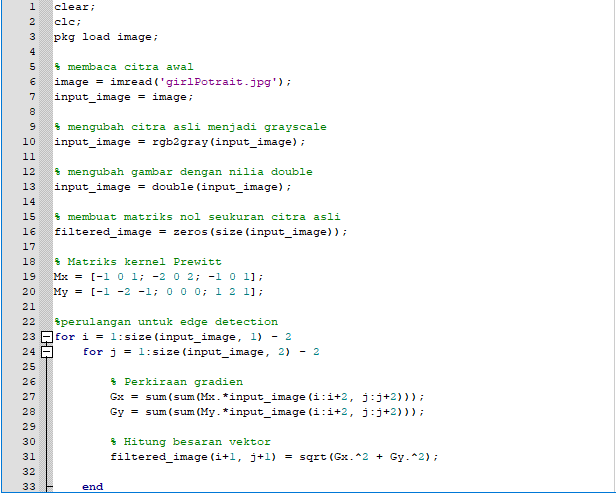 1 clear;
2 clc;
3 pkg load image;
4
5 % membaca citra awal
6 image = imread('girlPotrait.jpg');
7 input_image = image;
8
9 % mengubah citra asli menjadi grayscale
10 input_image = rgb2gray(input_image);
11
12 % mengubah gambar dengan nilia double
13 input_image = double(input_image);
14
15 % membuat matriks nol seukuran citra asli
16 filtered_image = zeros(size(input_image));
17
18 % Matriks kernel Prewitt
19 Mx = [-1 0 1; -2 0 2; -1 0 1];
20 My = [-1 -2 -1; 0 0 0; 1 2 1];
21
22 %perulangan untuk edge detection
23 for i = 1:size(input_image, 1) - 2
24 for j = 1:size(input_image, 2) - 2
25
26 % Perkiraan gradien
27 Gx = sum(sum(Mx.*input_image(i:i+2, j:j+2)));
28 Gy = sum(sum(My.*input_image(i:i+2, j:j+2)));
29
30 % Hitung besaran vektor
31 filtered_image(i+1, j+1) = sqrt(Gx.^2 + Gy.^2);
32
33 end